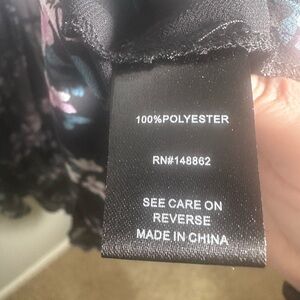 100%POLYESTER
RN#148862
SEE CARE ON
REVERSE
MADE IN CHINA